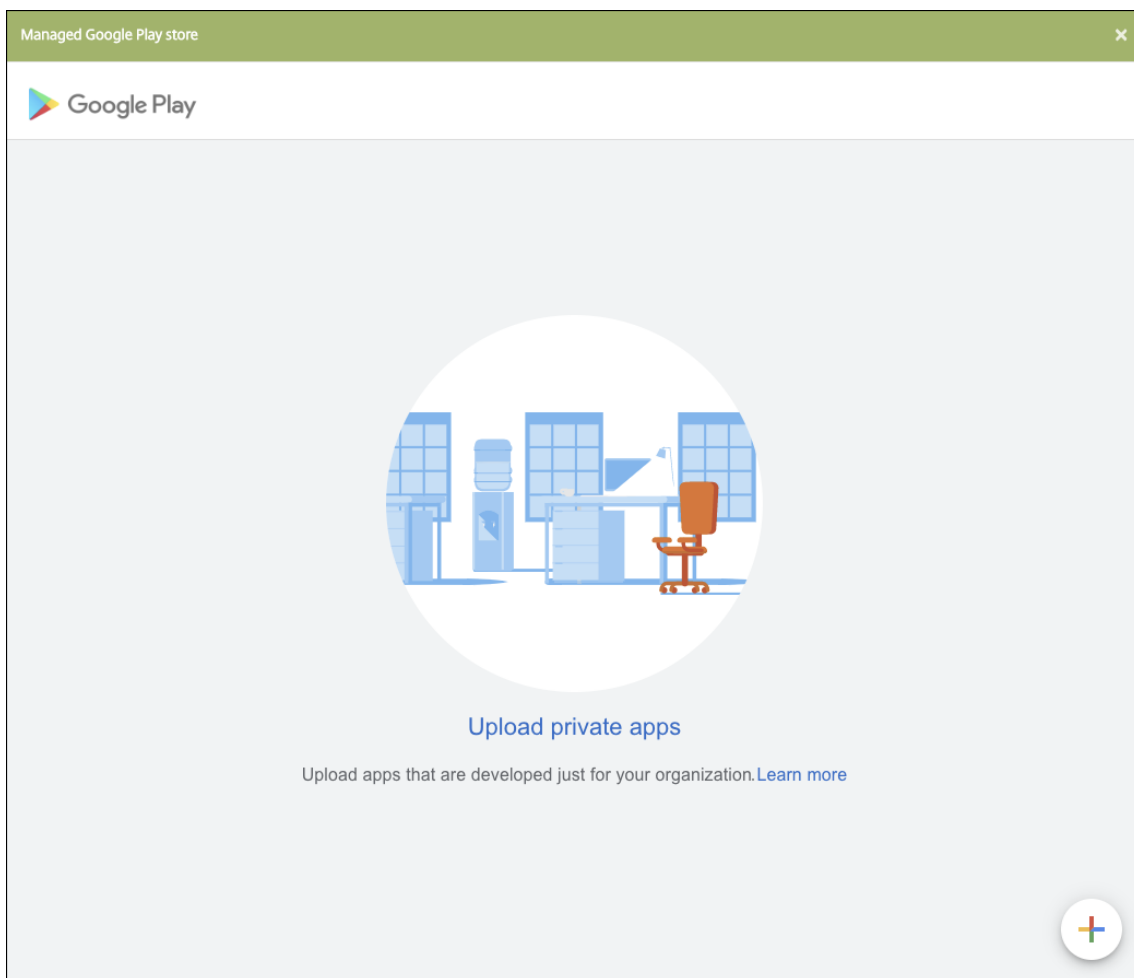 Managed Google Play store
Google Play
Upload private apps
Upload apps that are developed just for your organization. Learn more